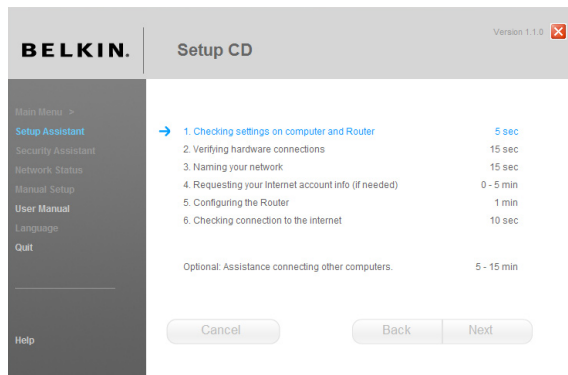 BELKIN.
Setup CD
Version 1.1.0
Main Menu >
Setup Assistant
Security Assistant
Network Status
Manual Setup
User Manual
Language
Quit
Help
1. Checking settings on computer and Router 5 sec
2. Verifying hardware connections 15 sec
3. Naming your network 15 sec
4. Requesting your Internet account info (if needed) 0 - 5 min
5. Configuring the Router 1 min
6. Checking connection to the internet 10 sec
Optional: Assistance connecting other computers. 5 - 15 min
Cancel
Back
Next